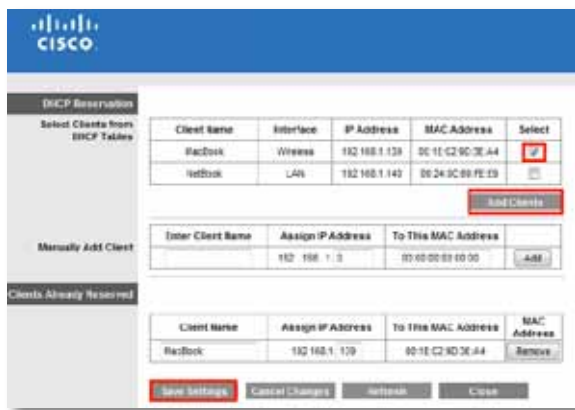 CISCO
DHCP Reservation
Select Clients from
DHCP Tables
Client Name Interface IP Address MAC Address Select
MacBook Wireless 192.168.1.139
NetBook LAN 192.168.1.140
Add Clients
Manually Add Client
Enter Client Name Assign IP Address To This MAC Address
192 . 168 . 1 . 0 00:00:00:00:00:00 Add
Clients Already Reserved
Client Name Assign IP Address To This MAC Address MAC
Address
MacBook 192.168.1. 139 Remove
Save Settings Cancel Changes Refresh Close